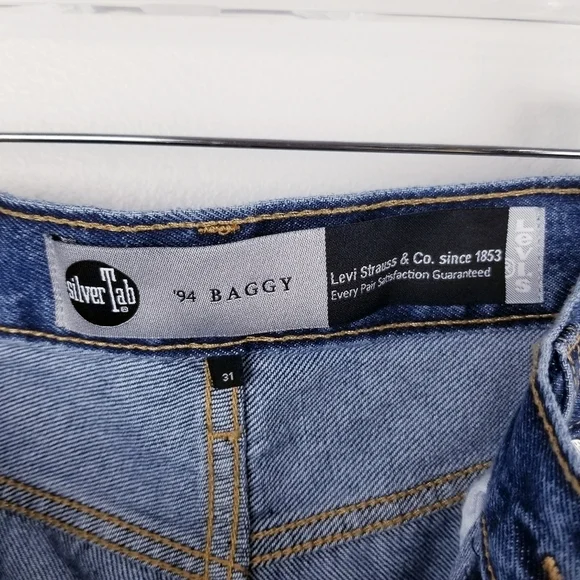 silverTab
'94 BAGGY
Levi Strauss & Co. since 1853
Every Pair Satisfaction Guaranteed
LEVI'S
31